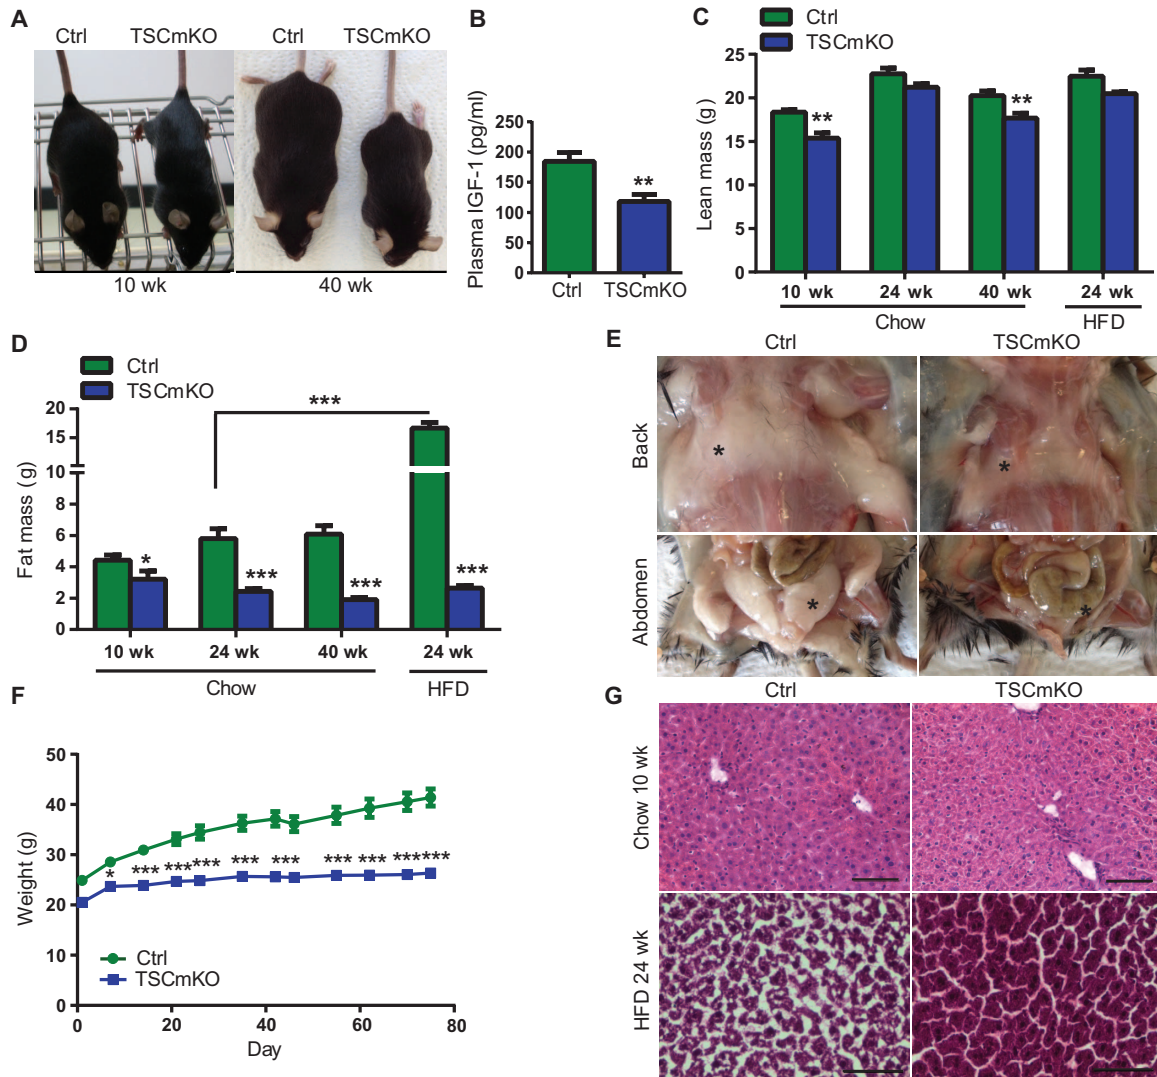 A
Ctrl TSCmKO Ctrl TSCmKO
10 wk 40 wk
B
Plasma IGF-1 (pg/ml)
250
200
150
100
50
0
**
Ctrl TSCmKO
C
Ctrl
TSCmKO
Lean mass (g)
25
20
15
10
5
0
** **
10 wk 24 wk 40 wk 24 wk
Chow HFD
D
Ctrl
TSCmKO
Fat mass (g)
20
15
10
8
6
4
2
0
***
* *** *** ***
10 wk 24 wk 40 wk 24 wk
Chow HFD
E
Ctrl TSCmKO
Back
* *
Abdomen
* *
F
Weight (g)
50
40
30
20
10
0
* *** *** *** *** *** *** *** *** ***
Ctrl
TSCmKO
0 20 40 60 80
Day
G
Ctrl TSCmKO
Chow 10 wk
HFD 24 wk